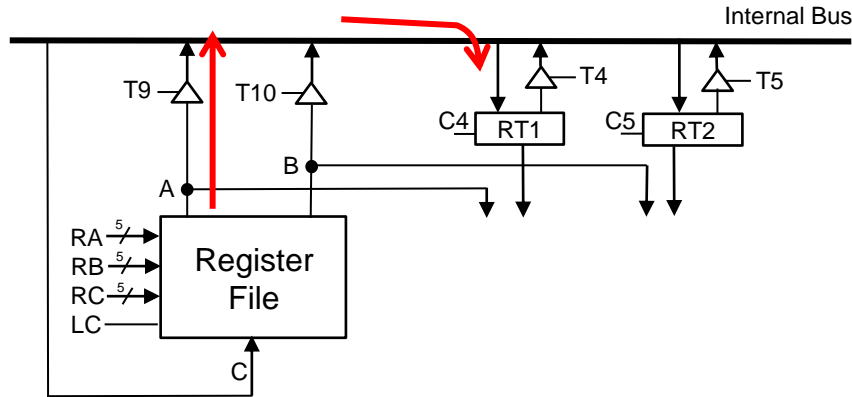 Internal Bus
T9
T10
T4
T5
C4
RT1
C5
RT2
B
A
RA 5
RB 5
RC 5
LC
Register
File
C